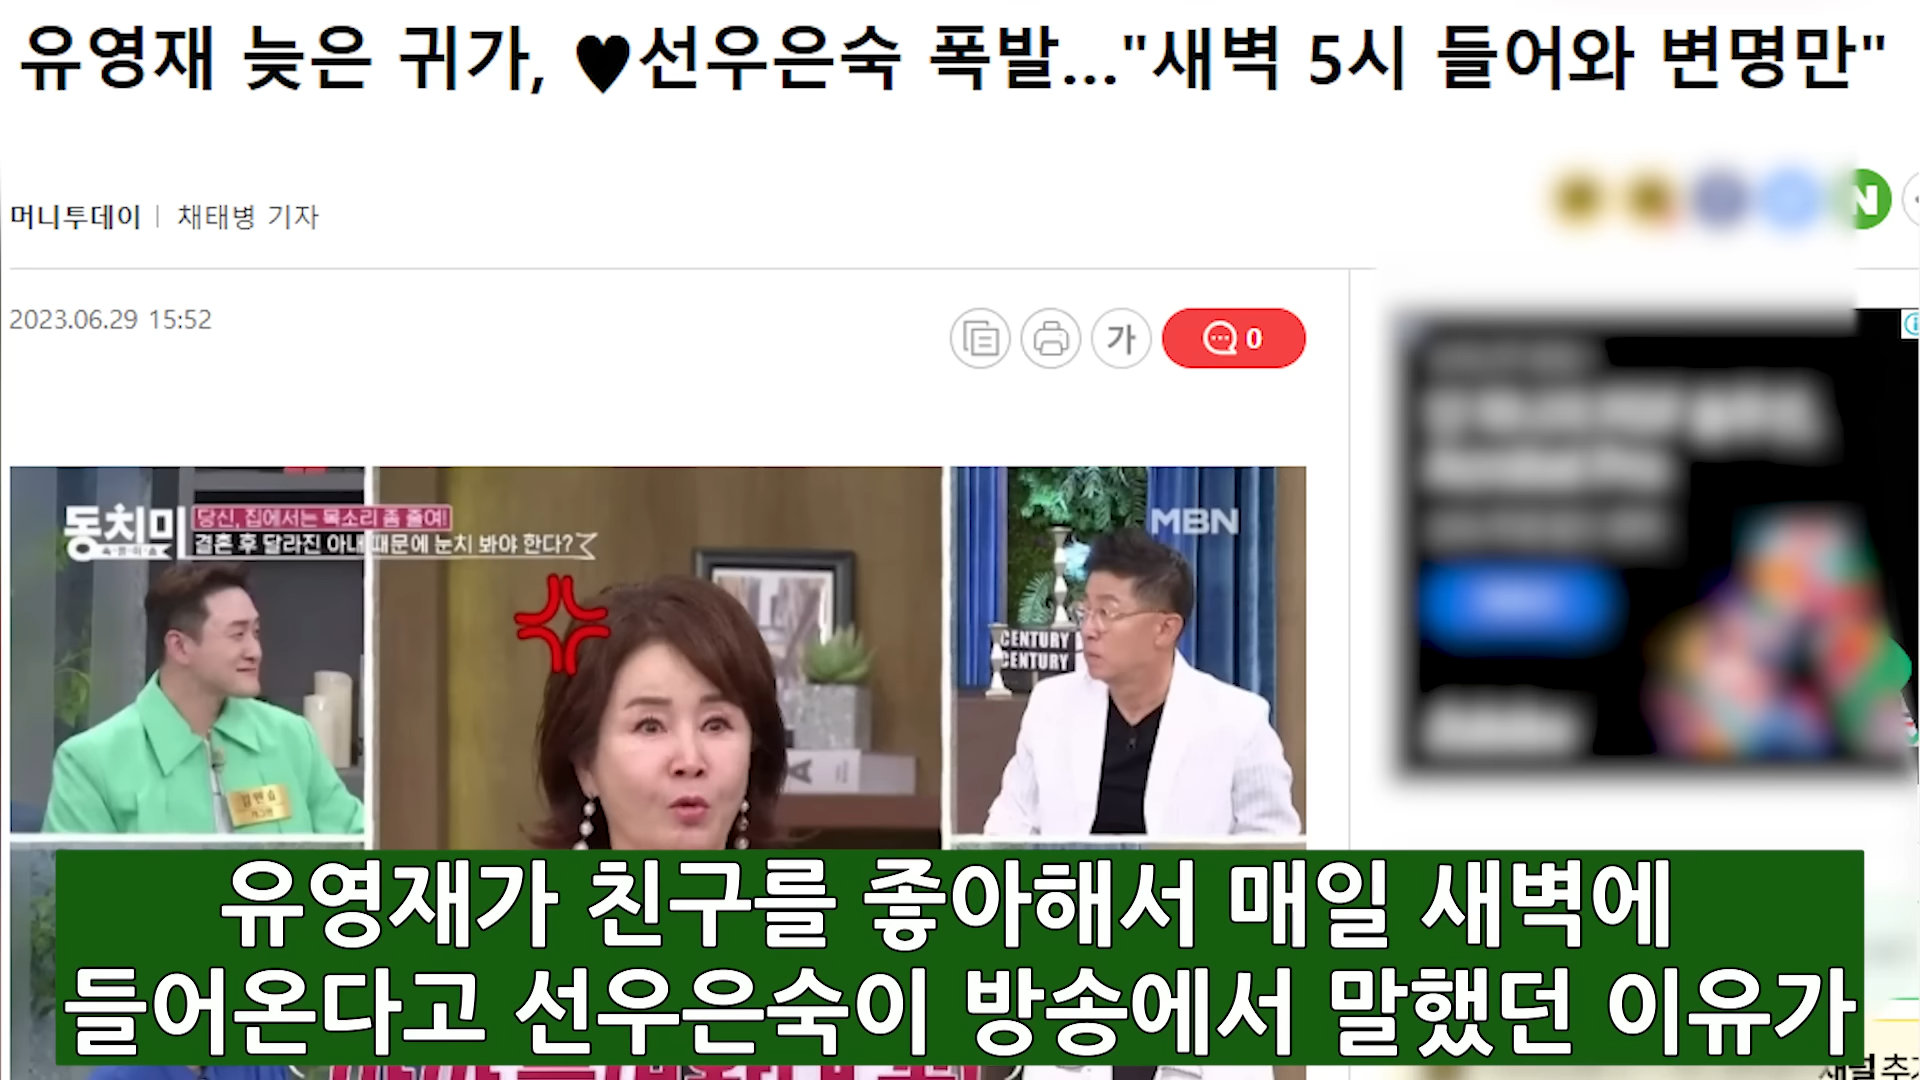 유영재 늦은 귀가, ♥선우은숙 폭발..."새벽 5시 들어와 변명만"
머니투데이 | 채태병 기자
N
2023.06.29 15:52
가
0
동치미
당신, 집에서는 목소리 좀 줄여!
결혼 후 달라진 아내 때문에 눈치 봐야 한다?
MBN
CENTURY
CENTURY
A
유영재가 친구를 좋아해서 매일 새벽에
들어온다고 선우은숙이 방송에서 말했던 이유가